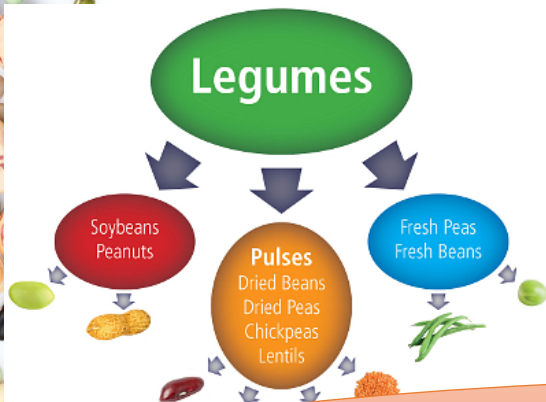 Legumes
Soybeans
Peanuts
Pulses
Dried Beans
Dried Peas
Chickpeas
Lentils
Fresh Peas
Fresh Beans